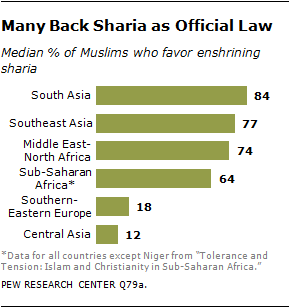 Many Back Sharia as Official Law
Median % of Muslims who favor enshrining
sharia
South Asia 84
Southeast Asia 77
Middle East-
North Africa 74
Sub-Saharan
Africa* 64
Southern-
Eastern Europe 18
Central Asia 12
*Data for all countries except Niger from “Tolerance and
Tension: Islam and Christianity in Sub-Saharan Africa.”
PEW RESEARCH CENTER Q79a.